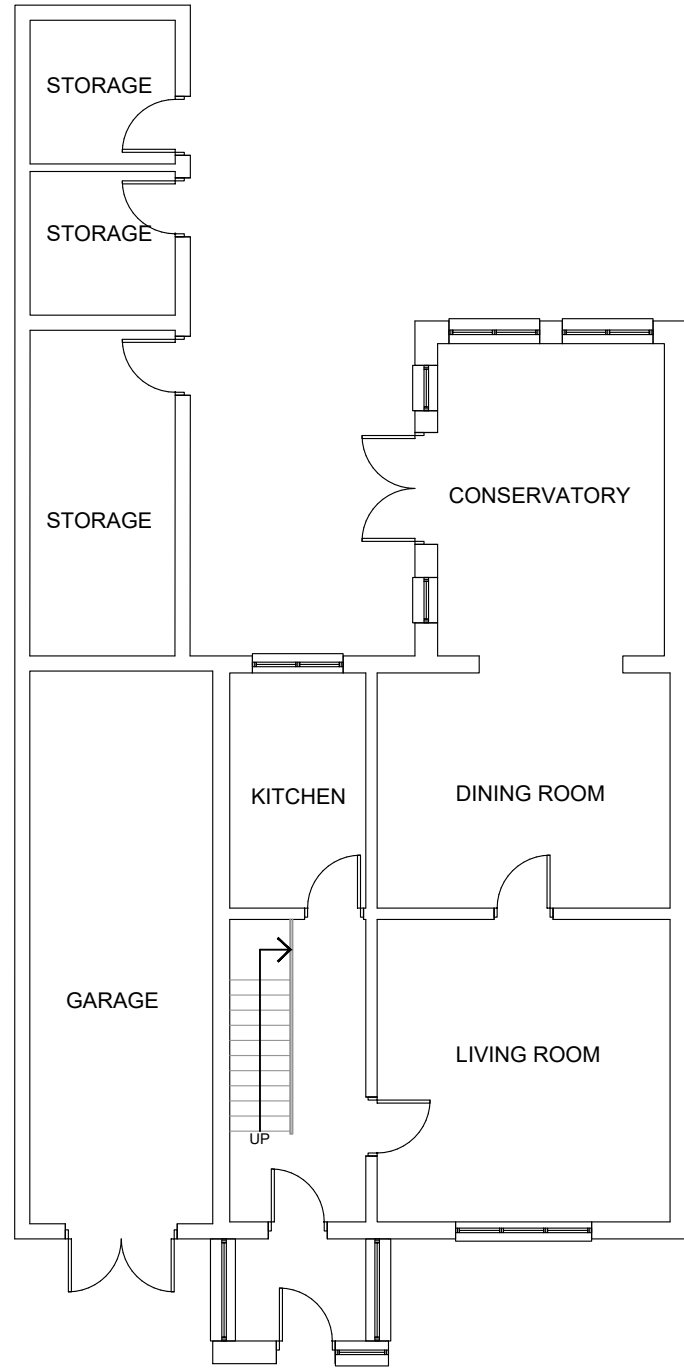 STORAGE
STORAGE
CONSERVATORY
STORAGE
KITCHEN
DINING ROOM
GARAGE
LIVING ROOM
UP